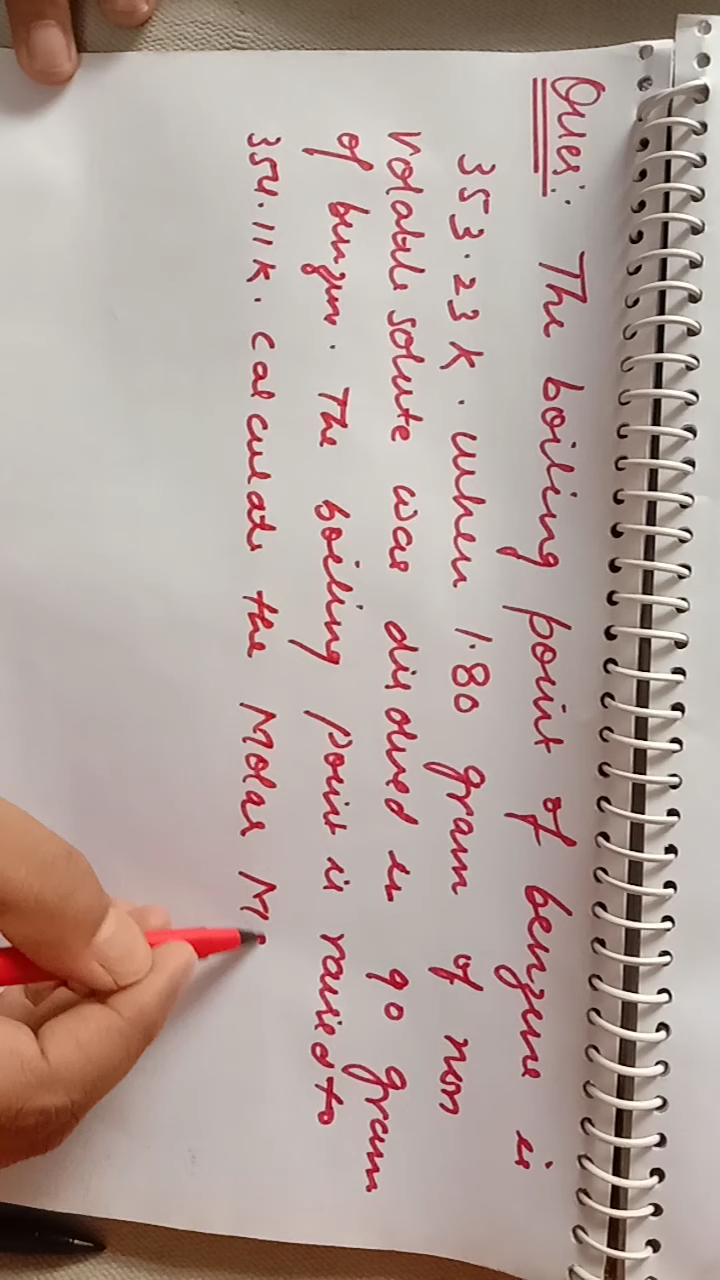 Ques:. The boiling point of benzene is
353.23 K. when 1.80 gram of non
Volatile solute was disolved in 90 gram
of benzene. The boiling point is raised to
354.11 K. calculate the Molar M